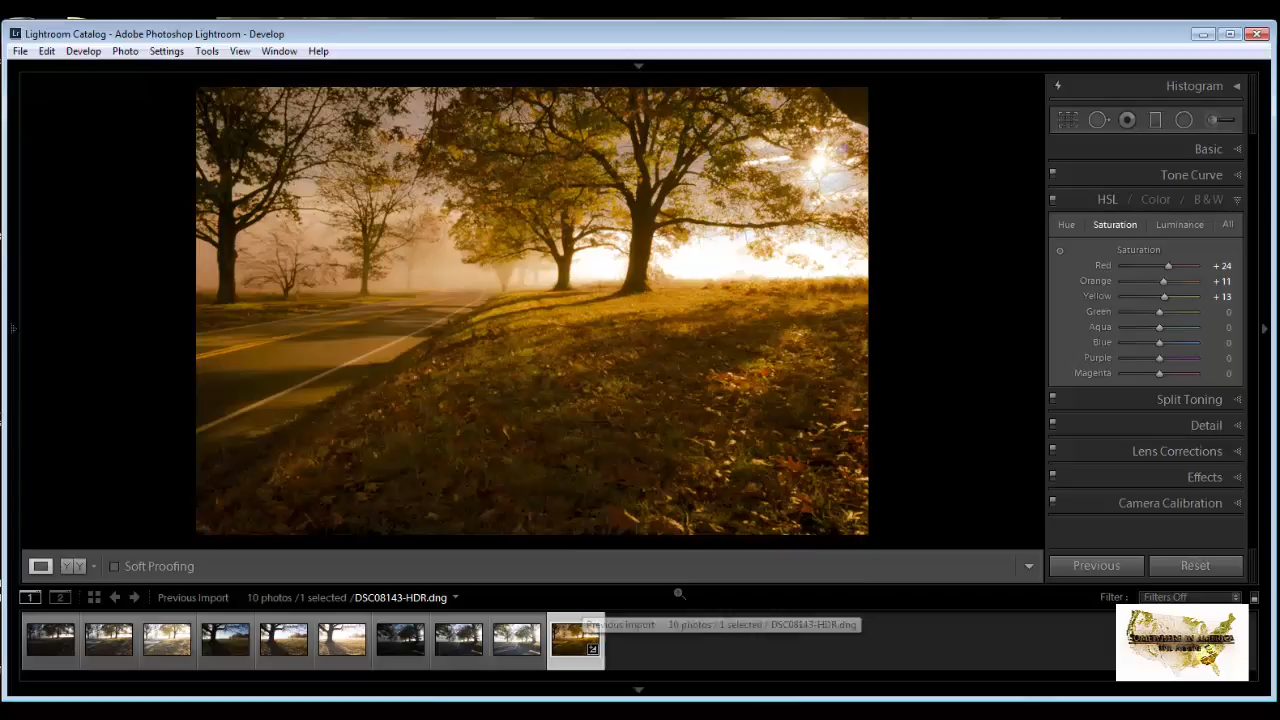 Lightroom Catalog - Adobe Photoshop Lightroom - Develop
File Edit Develop Photo Settings Tools View Window Help
Histogram
Basic
Tone Curve
HSL / Color / B&W
Hue Saturation Luminance All
Saturation
Red +24
Orange +11
Yellow +13
Green 0
Aqua 0
Blue 0
Purple 0
Magenta 0
Split Toning
Detail
Lens Corrections
Effects
Camera Calibration
Y Y Soft Proofing
Previous Reset
1 2 Previous Import 10 photos /1 selected /DSC08143-HDR.dng Filter : Filters Off
Previous Import 10 photos / 1 selected / DSC08143-HDR.dng
SOMEWHERE IN AMERICA